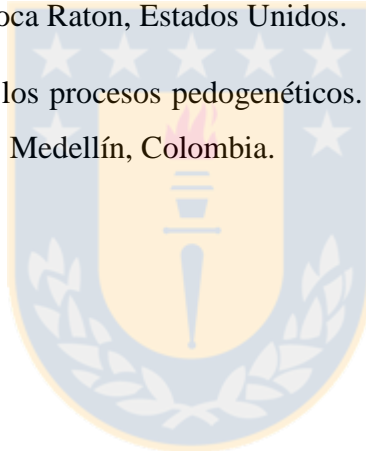 oca Raton, Estados Unidos.
los procesos pedogenéticos.
Medellín, Colombia.